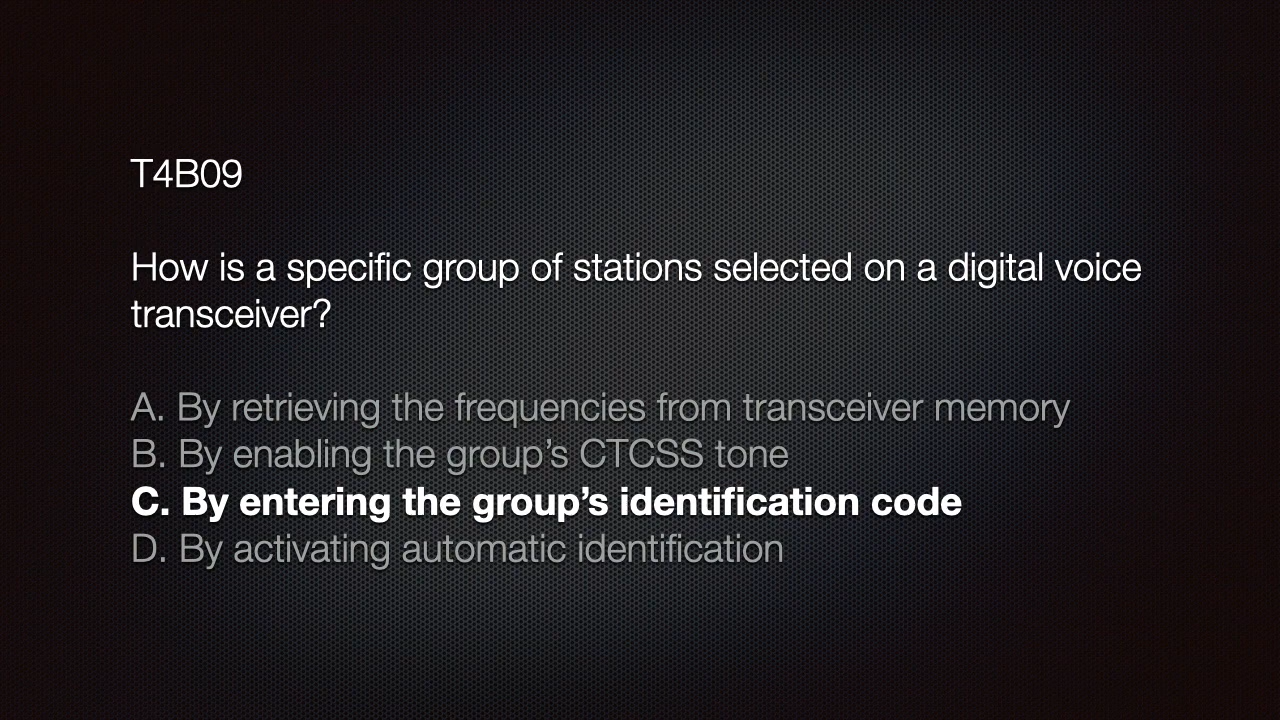 T4B09
How is a specific group of stations selected on a digital voice
transceiver?
A. By retrieving the frequencies from transceiver memory
B. By enabling the group’s CTCSS tone
C. By entering the group’s identification code
D. By activating automatic identification